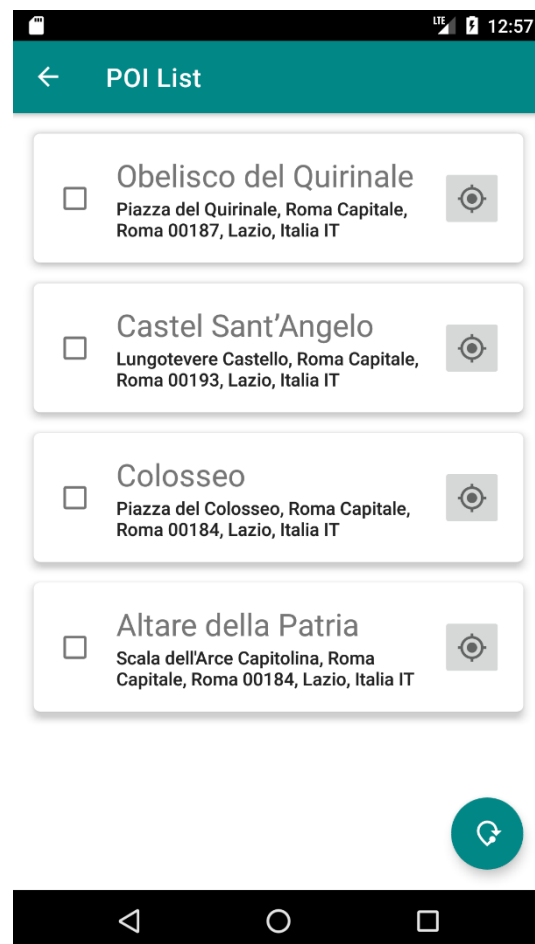 LTE 12:57
POI List
Obelisco del Quirinale
Piazza del Quirinale, Roma Capitale,
Roma 00187, Lazio, Italia IT
Castel Sant’Angelo
Lungotevere Castello, Roma Capitale,
Roma 00193, Lazio, Italia IT
Colosseo
Piazza del Colosseo, Roma Capitale,
Roma 00184, Lazio, Italia IT
Altare della Patria
Scala dell'Arce Capitolina, Roma
Capitale, Roma 00184, Lazio, Italia IT